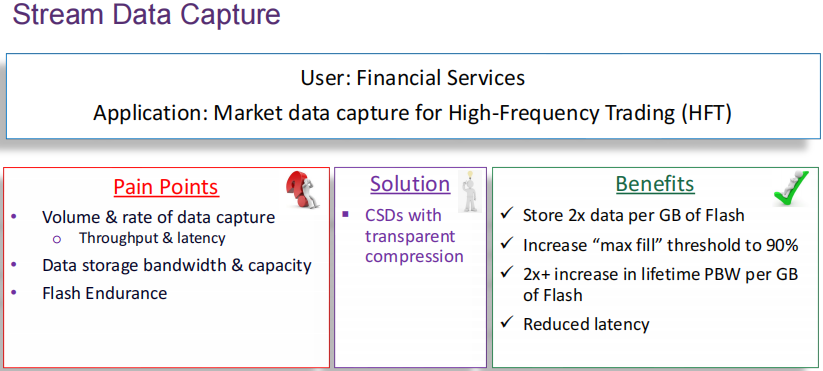 Stream Data Capture
User: Financial Services
Application: Market data capture for High-Frequency Trading (HFT)
Pain Points
• Volume & rate of data capture
o Throughput & latency
• Data storage bandwidth & capacity
• Flash Endurance
Solution
▪ CSDs with
transparent
compression
Benefits
✓ Store 2x data per GB of Flash
✓ Increase “max fill” threshold to 90%
✓ 2x+ increase in lifetime PBW per GB
of Flash
✓ Reduced latency